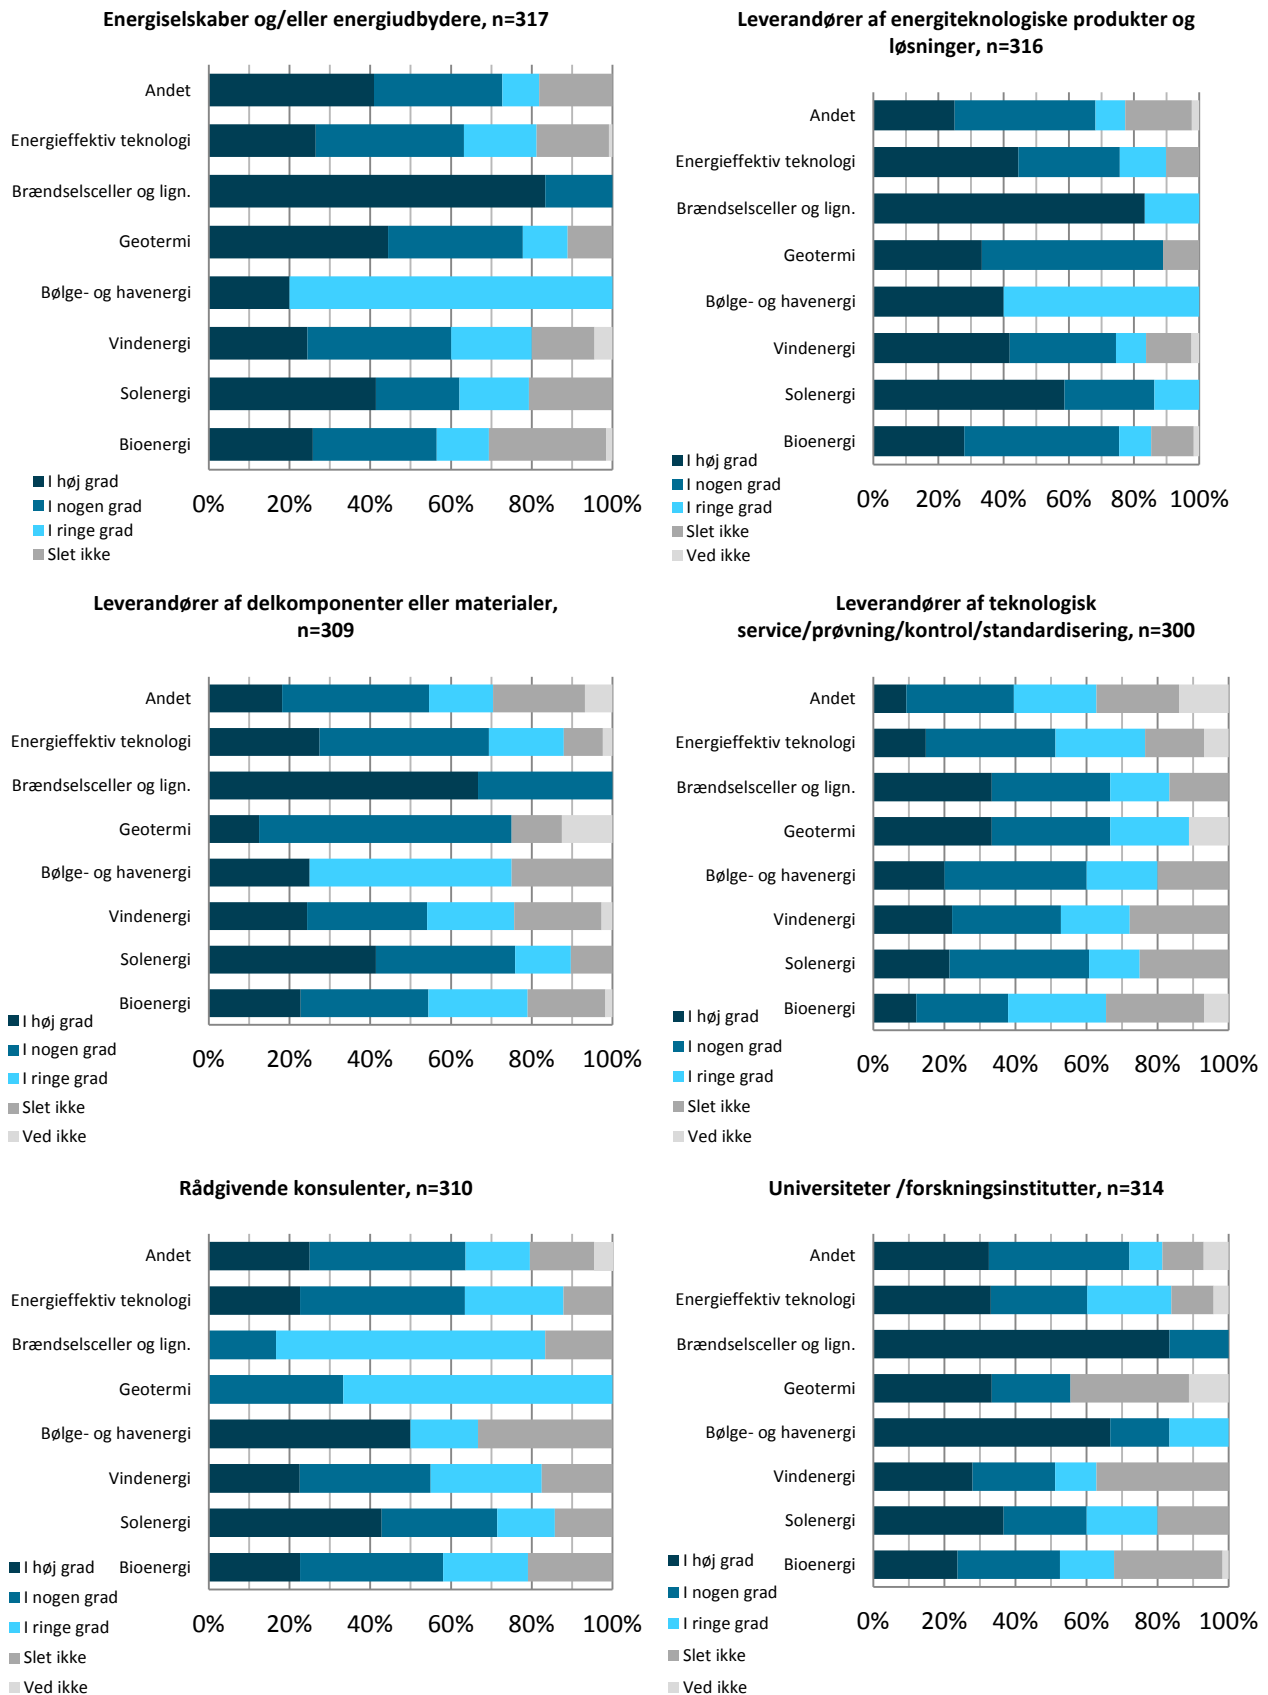 Energiselskaber og/eller energiudbydere, n=317
Andet
Energieffektiv teknologi
Brændselsceller og lign.
Geotermi
Bølge- og havenergi
Vindenergi
Solenergi
Bioenergi
0% 20% 40% 60% 80% 100%
I høj grad
I nogen grad
I ringe grad
Slet ikke
Ved ikke
Leverandører af energiteknologiske produkter og
løsninger, n=316
Andet
Energieffektiv teknologi
Brændselsceller og lign.
Geotermi
Bølge- og havenergi
Vindenergi
Solenergi
Bioenergi
0% 20% 40% 60% 80% 100%
I høj grad
I nogen grad
I ringe grad
Slet ikke
Ved ikke
Leverandører af delkomponenter eller materialer,
n=309
Andet
Energieffektiv teknologi
Brændselsceller og lign.
Geotermi
Bølge- og havenergi
Vindenergi
Solenergi
Bioenergi
0% 20% 40% 60% 80% 100%
I høj grad
I nogen grad
I ringe grad
Slet ikke
Ved ikke
Leverandører af teknologisk
service/prøvning/kontrol/standardisering, n=300
Andet
Energieffektiv teknologi
Brændselsceller og lign.
Geotermi
Bølge- og havenergi
Vindenergi
Solenergi
Bioenergi
0% 20% 40% 60% 80% 100%
I høj grad
I nogen grad
I ringe grad
Slet ikke
Ved ikke
Rådgivende konsulenter, n=310
Andet
Energieffektiv teknologi
Brændselsceller og lign.
Geotermi
Bølge- og havenergi
Vindenergi
Solenergi
Bioenergi
0% 20% 40% 60% 80% 100%
I høj grad
I nogen grad
I ringe grad
Slet ikke
Ved ikke
Universiteter /forskningsinstitutter, n=314
Andet
Energieffektiv teknologi
Brændselsceller og lign.
Geotermi
Bølge- og havenergi
Vindenergi
Solenergi
Bioenergi
0% 20% 40% 60% 80% 100%
I høj grad
I nogen grad
I ringe grad
Slet ikke
Ved ikke